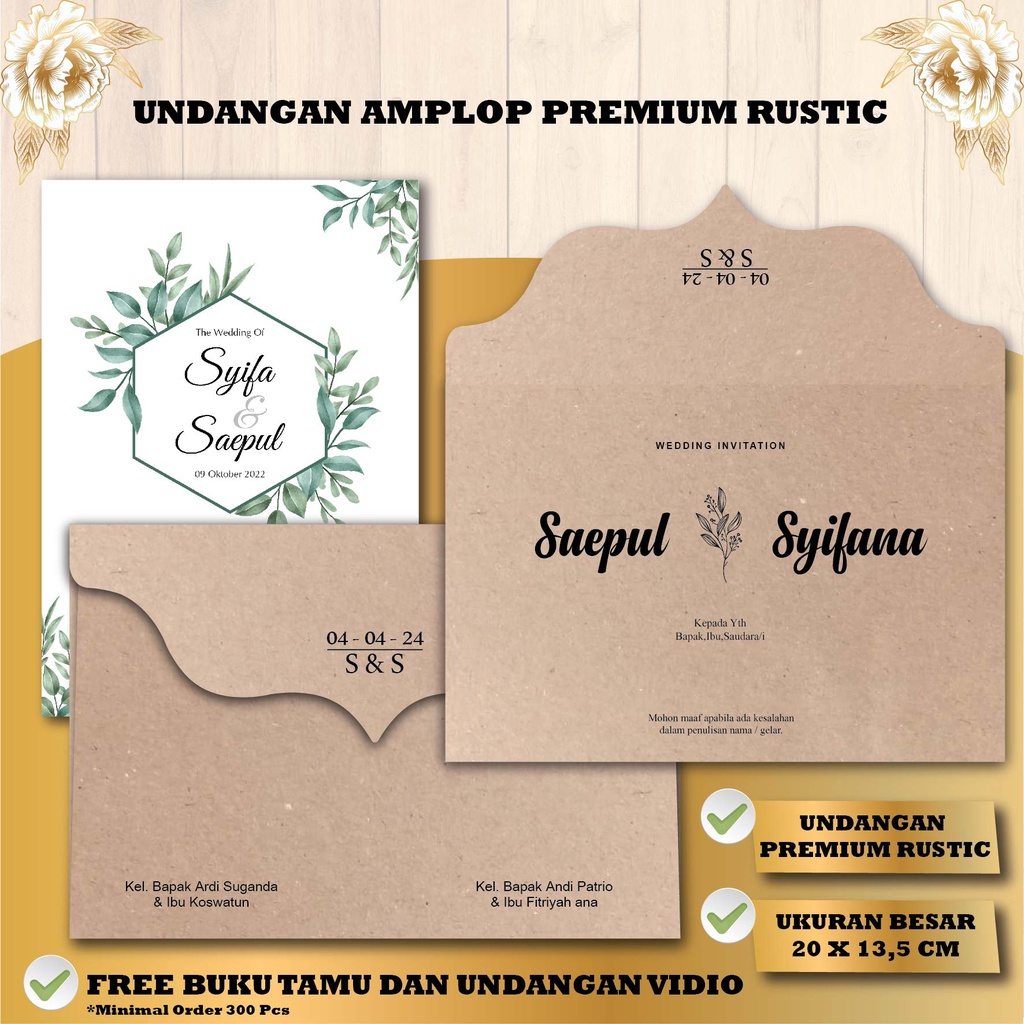 UNDANGAN AMPLOP PREMIUM RUSTIC
The Wedding Of
Syifa
&
Saepul
09 Oktober 2022
04 - 04 - 24
S & S
WEDDING INVITATION
Saepul Syifana
Kepada Yth
Bapak,Ibu,Saudara/i
Mohon maaf apabila ada kesalahan
dalam penulisan nama / gelar.
04 - 04 - 24
S & S
Kel. Bapak Ardi Suganda
& Ibu Koswatun
Kel. Bapak Andi Patrio
& Ibu Fitriyah ana
UNDANGAN
PREMIUM RUSTIC
UKURAN BESAR
20 X 13,5 CM
FREE BUKU TAMU DAN UNDANGAN VIDIO
*Minimal Order 300 Pcs